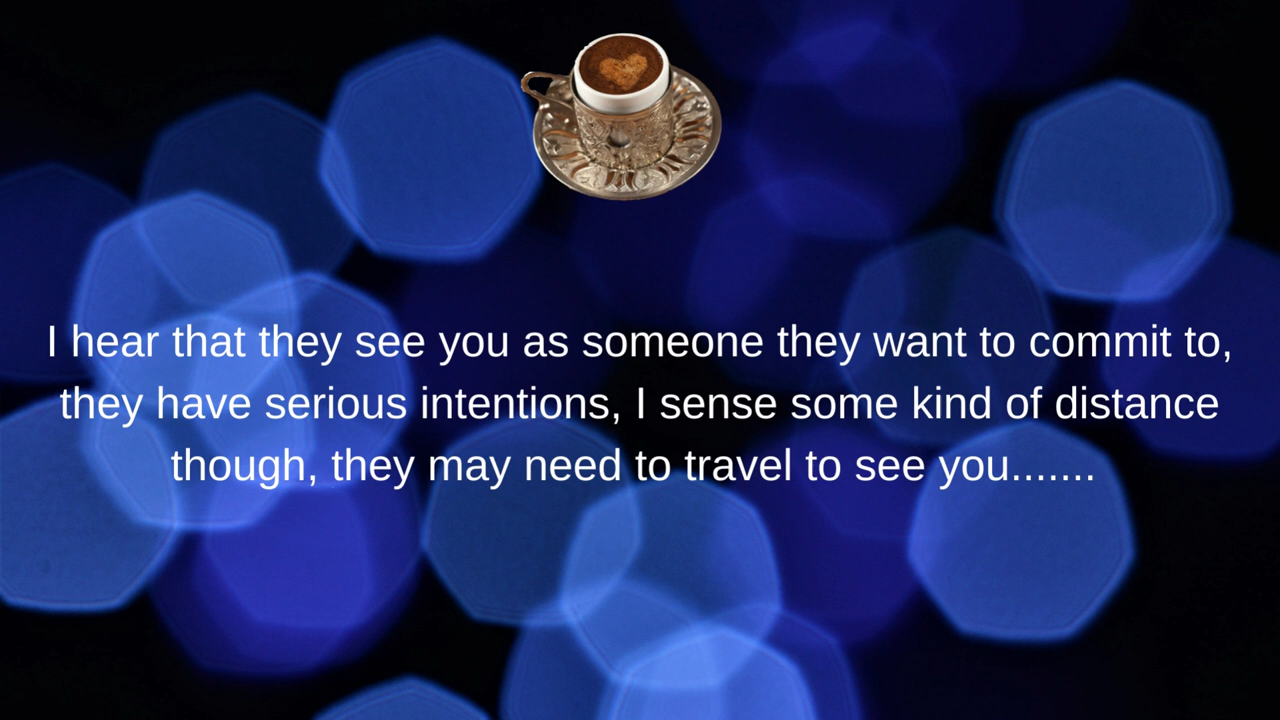 I hear that they see you as someone they want to commit to,
they have serious intentions, I sense some kind of distance
though, they may need to travel to see you.......